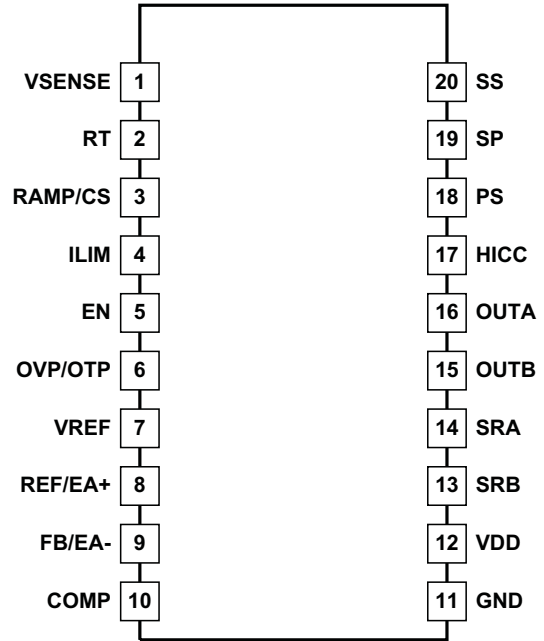 VSENSE 1 20 SS
RT 2 19 SP
RAMP/CS 3 18 PS
ILIM 4 17 HICC
EN 5 16 OUTA
OVP/OTP 6 15 OUTB
VREF 7 14 SRA
REF/EA+ 8 13 SRB
FB/EA- 9 12 VDD
COMP 10 11 GND